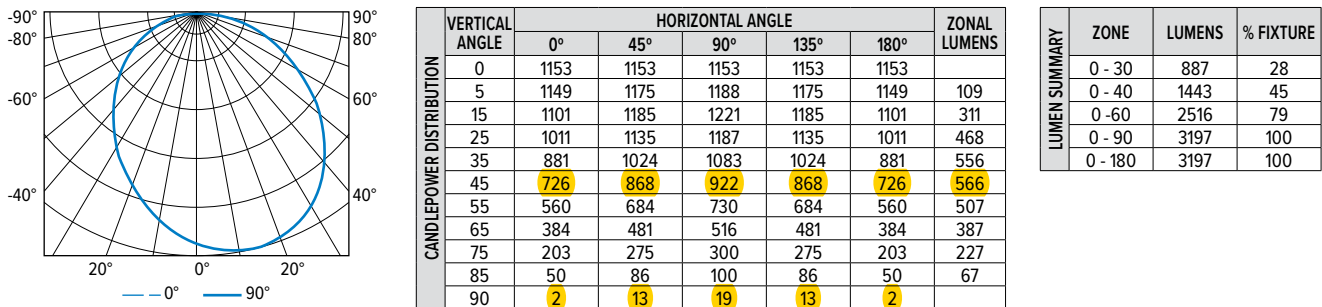 -90° 90°
-80° 80°
-60° 60°
-40° 40°
20° 0° 20°
0° 90°
CANDLEPOWER DISTRIBUTION
VERTICAL ANGLE HORIZONTAL ANGLE ZONAL LUMENS
0° 45° 90° 135° 180°
0 1153 1153 1153 1153 1153
5 1149 1175 1188 1175 1149 109
15 1101 1185 1221 1185 1101 311
25 1011 1135 1187 1135 1011 468
35 881 1024 1083 1024 881 556
45 726 868 922 868 726 566
55 560 684 730 684 560 507
65 384 481 516 481 384 387
75 203 275 300 275 203 227
85 50 86 100 86 50 67
90 2 13 19 13 2
LUMEN SUMMARY
ZONE LUMENS % FIXTURE
0 - 30 887 28
0 - 40 1443 45
0 -60 2516 79
0 - 90 3197 100
0 - 180 3197 100